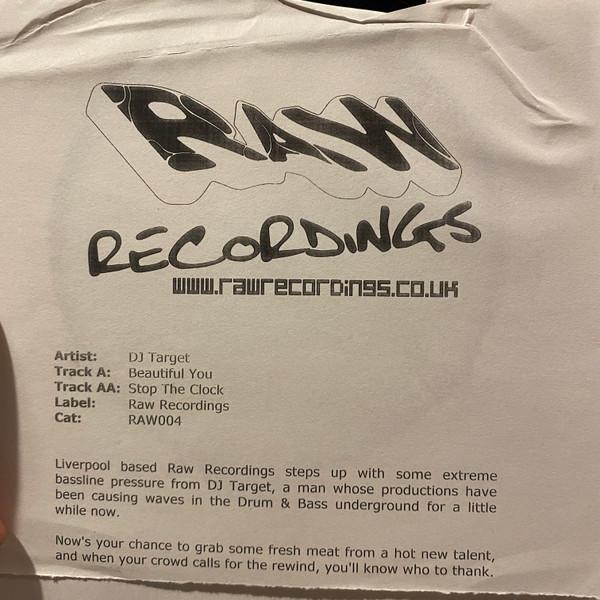 RAW
RECORDINGS
www.rawrecordings.co.uk
Artist: DJ Target
Track A: Beautiful You
Track AA: Stop The Clock
Label: Raw Recordings
Cat: RAW004
Liverpool based Raw Recordings steps up with some extreme
bassline pressure from DJ Target, a man whose productions have
been causing waves in the Drum & Bass underground for a little
while now.
Now's your chance to grab some fresh meat from a hot new talent,
and when your crowd calls for the rewind, you'll know who to thank.